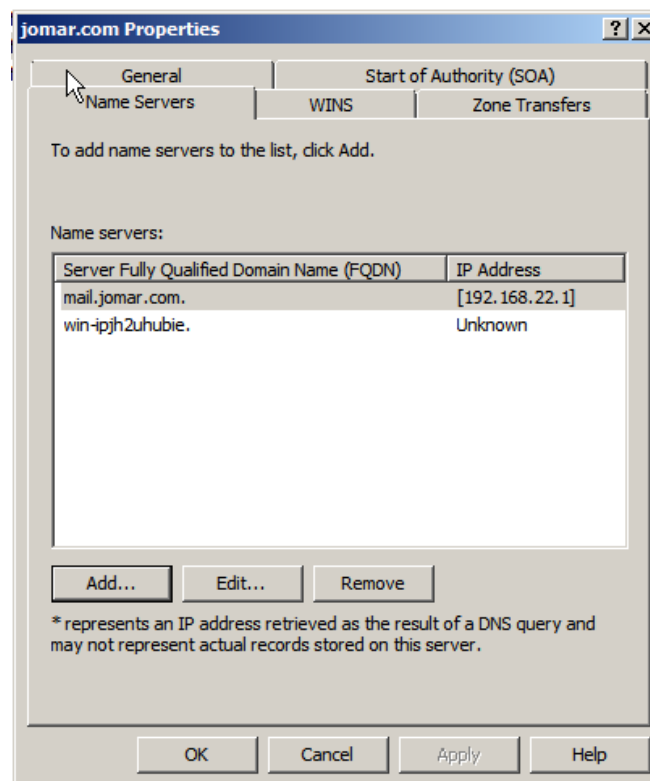 jomar.com Properties
General Start of Authority (SOA)
Name Servers WINS Zone Transfers
To add name servers to the list, click Add.
Name servers:
Server Fully Qualified Domain Name (FQDN) IP Address
mail.jomar.com. [192.168.22.1]
win-ipjh2uhubie. Unknown
Add... Edit... Remove
* represents an IP address retrieved as the result of a DNS query and
may not represent actual records stored on this server.
OK Cancel Apply Help